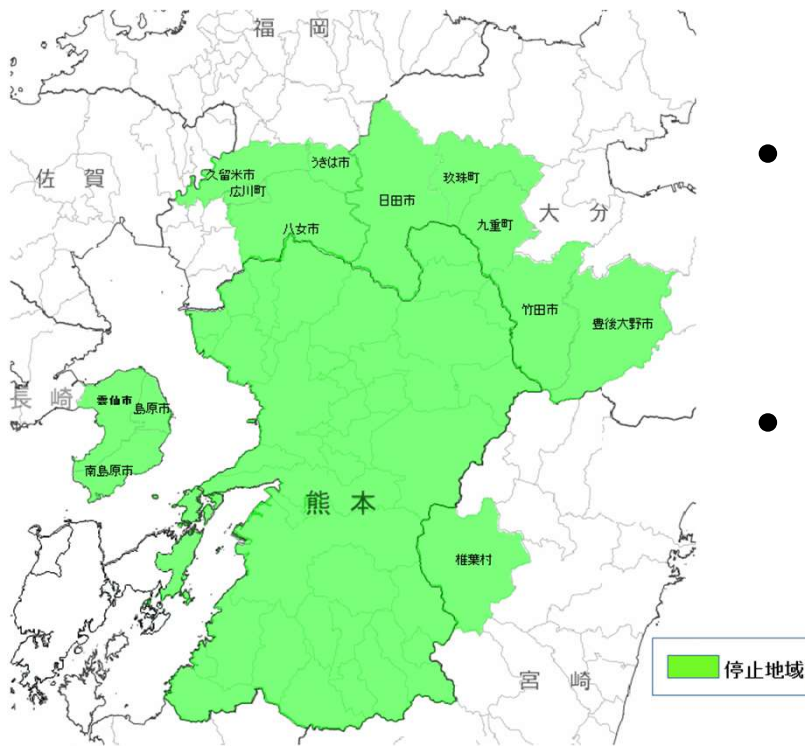 福岡
佐賀
うきは市
久留米市
広川町
八女市
日田市
玖珠町
九重町
大分
竹田市
豊後大野市
長崎
雲仙市
島原市
南島原市
熊本
椎葉村
宮崎
停止地域